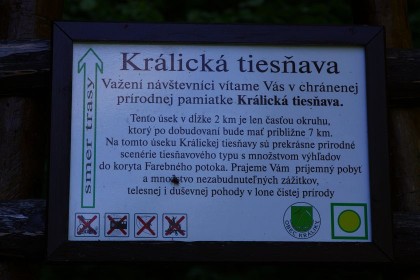 Králická tiesňava
Važení návštevníci vítame Vás v chránenej
prírodnej pamiatke Králická tiesňava.
Tento úsek v dĺžke 2 km je len časťou okruhu,
ktorý po dobudovaní bude mať približne 7 km.
Na tomto úseku Králickej tiesňavy sú prekrásne prírodné
scenérie tiesňavového typu s množstvom výhľadov
do koryta Farebného potoka. Prajeme Vám príjemný pobyt
a množstvo nezabudnuteľných zážitkov,
telesnej i duševnej pohody v lone čistej prírody
smer trasy
OBEC KRÁLIKY